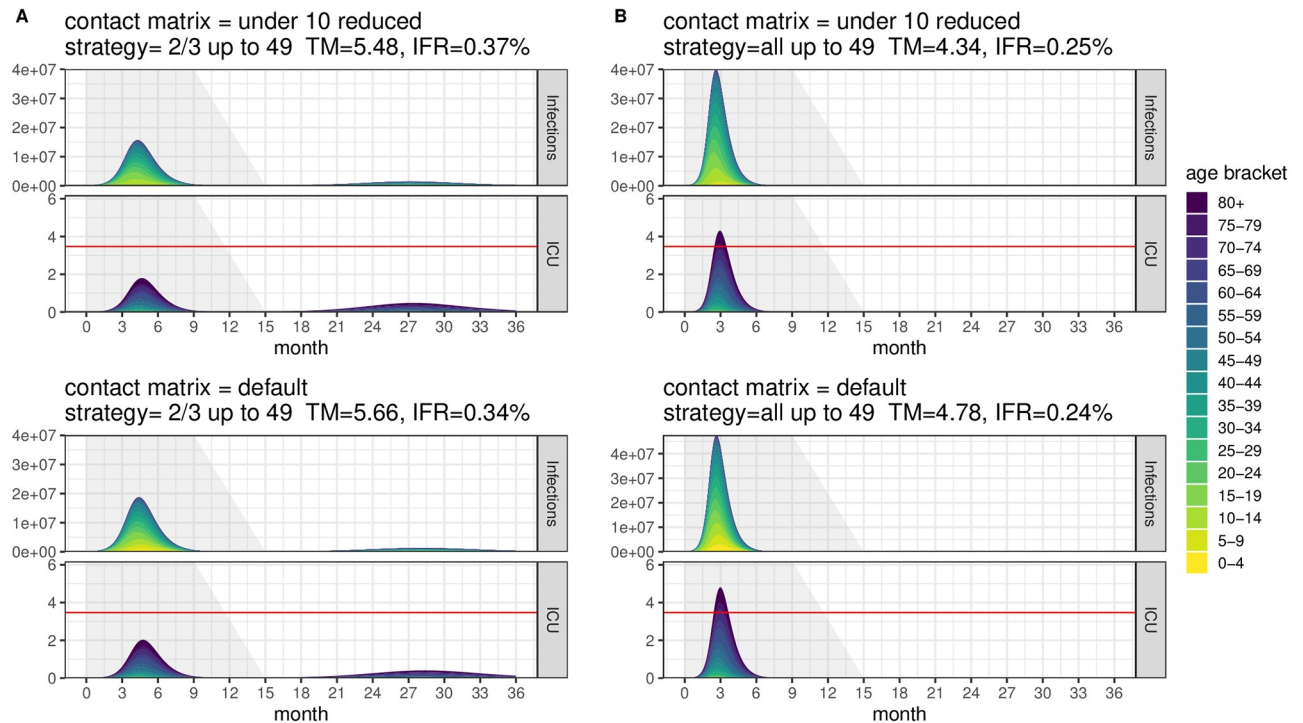 A
contact matrix = under 10 reduced
strategy= 2/3 up to 49  TM=5.48, IFR=0.37%
4e+07
3e+07
2e+07
1e+07
0e+00
Infections
6
4
2
0
ICU
0 3 6 9 12 15 18 21 24 27 30 33 36
month
contact matrix = default
strategy= 2/3 up to 49  TM=5.66, IFR=0.34%
4e+07
3e+07
2e+07
1e+07
0e+00
Infections
6
4
2
0
ICU
0 3 6 9 12 15 18 21 24 27 30 33 36
month
B
contact matrix = under 10 reduced
strategy=all up to 49  TM=4.34, IFR=0.25%
4e+07
3e+07
2e+07
1e+07
0e+00
Infections
6
4
2
0
ICU
0 3 6 9 12 15 18 21 24 27 30 33 36
month
contact matrix = default
strategy=all up to 49  TM=4.78, IFR=0.24%
4e+07
3e+07
2e+07
1e+07
0e+00
Infections
6
4
2
0
ICU
0 3 6 9 12 15 18 21 24 27 30 33 36
month
age bracket
80+
75−79
70−74
65−69
60−64
55−59
50−54
45−49
40−44
35−39
30−34
25−29
20−24
15−19
10−14
5−9
0−4